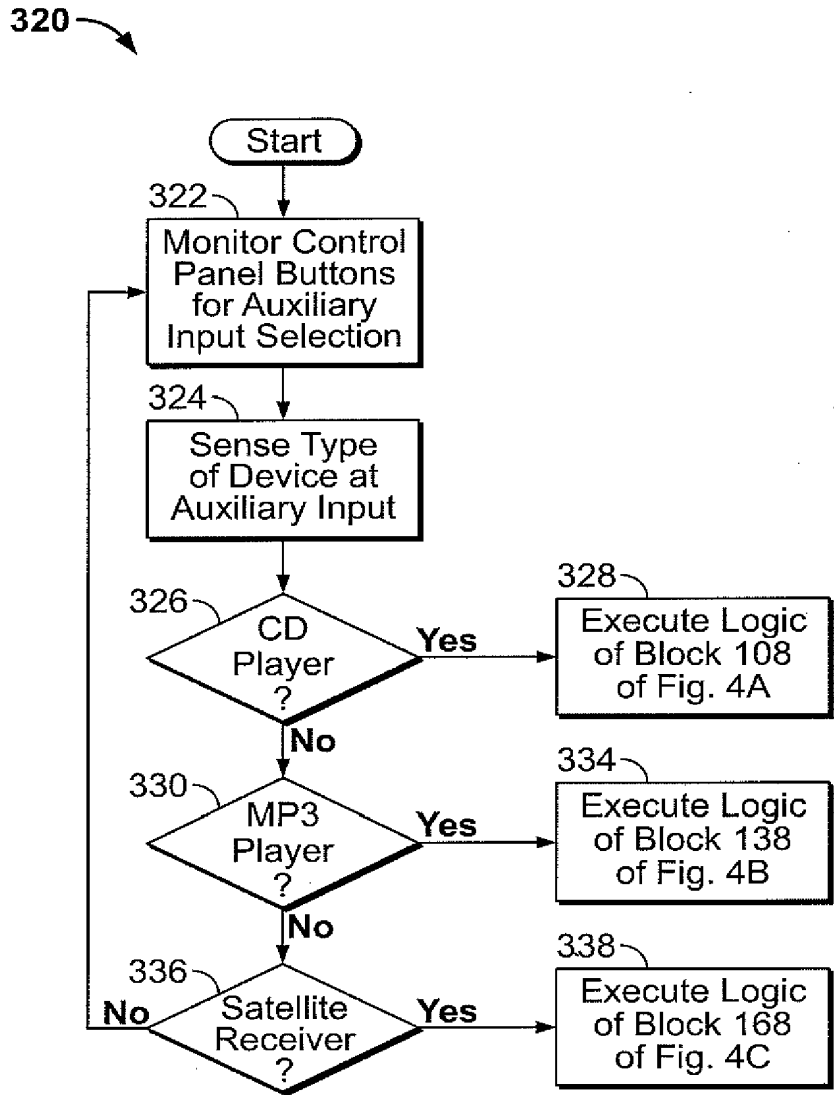 320
Start
322
Monitor Control
Panel Buttons
for Auxiliary
Input Selection
324
Sense Type
of Device at
Auxiliary Input
326
CD
Player
?
Yes
328
Execute Logic
of Block 108
of Fig. 4A
No
330
MP3
Player
?
Yes
334
Execute Logic
of Block 138
of Fig. 4B
No
336
Satellite
Receiver
?
No
Yes
338
Execute Logic
of Block 168
of Fig. 4C